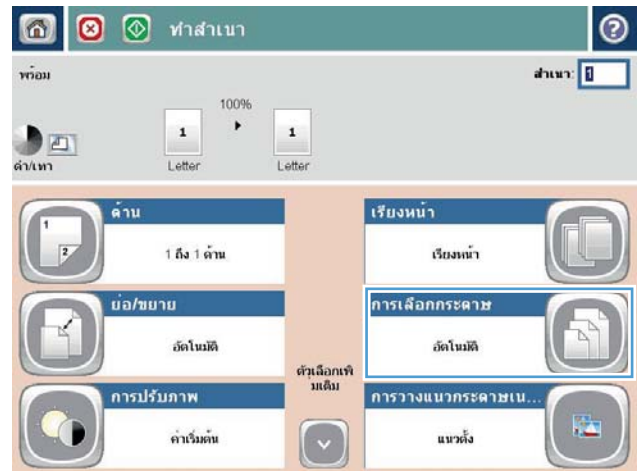 ทำสำเนา
?
พร้อม
สำเนา: 1
100%
1 1
ดำ/เทา
Letter Letter
ด้าน
1 2
1 ถึง 1 ด้าน
เรียงหน้า
เรียงหน้า
ย่อ/ขยาย
อัตโนมัติ
การเลือกกระดาษ
อัตโนมัติ
ตัวเลือกเพิ
่มเติม
การปรับภาพ
ค่าเริ่มต้น
การวางแนวกระดาษเน...
แนวตั้ง